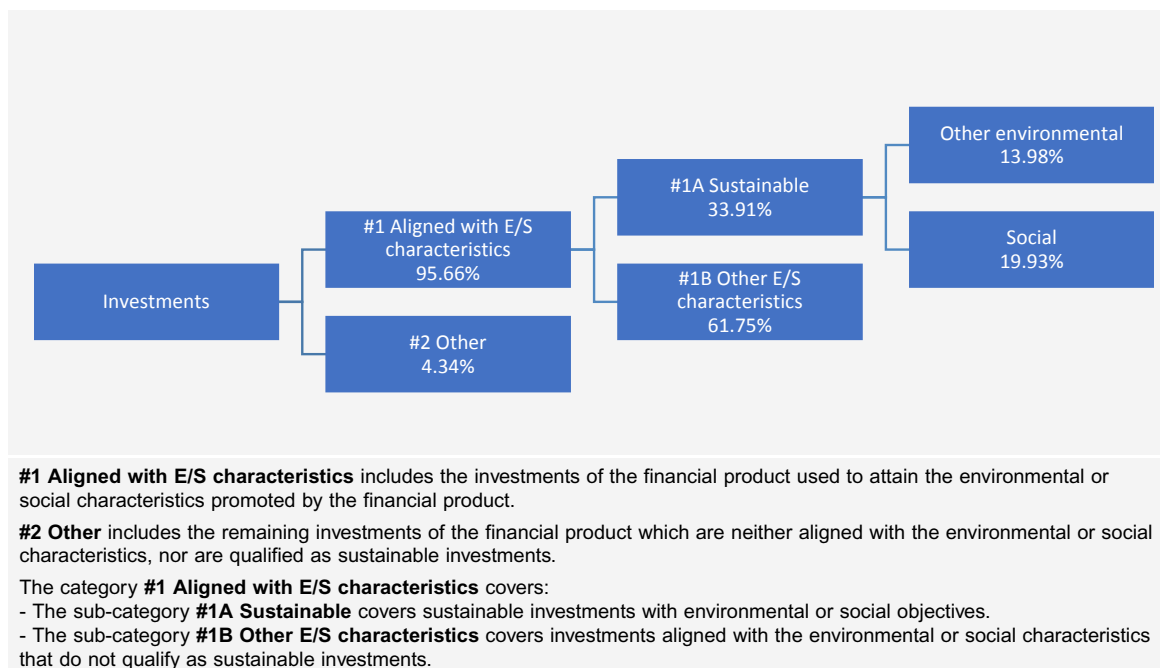 Other environmental
13.98%
#1A Sustainable
33.91%
#1 Aligned with E/S
characteristics
95.66%
Social
19.93%
Investments
#1B Other E/S
characteristics
61.75%
#2 Other
4.34%
#1 Aligned with E/S characteristics includes the investments of the financial product used to attain the environmental or
social characteristics promoted by the financial product.
#2 Other includes the remaining investments of the financial product which are neither aligned with the environmental or social
characteristics, nor are qualified as sustainable investments.
The category #1 Aligned with E/S characteristics covers:
- The sub-category #1A Sustainable covers sustainable investments with environmental or social objectives.
- The sub-category #1B Other E/S characteristics covers investments aligned with the environmental or social characteristics
that do not qualify as sustainable investments.